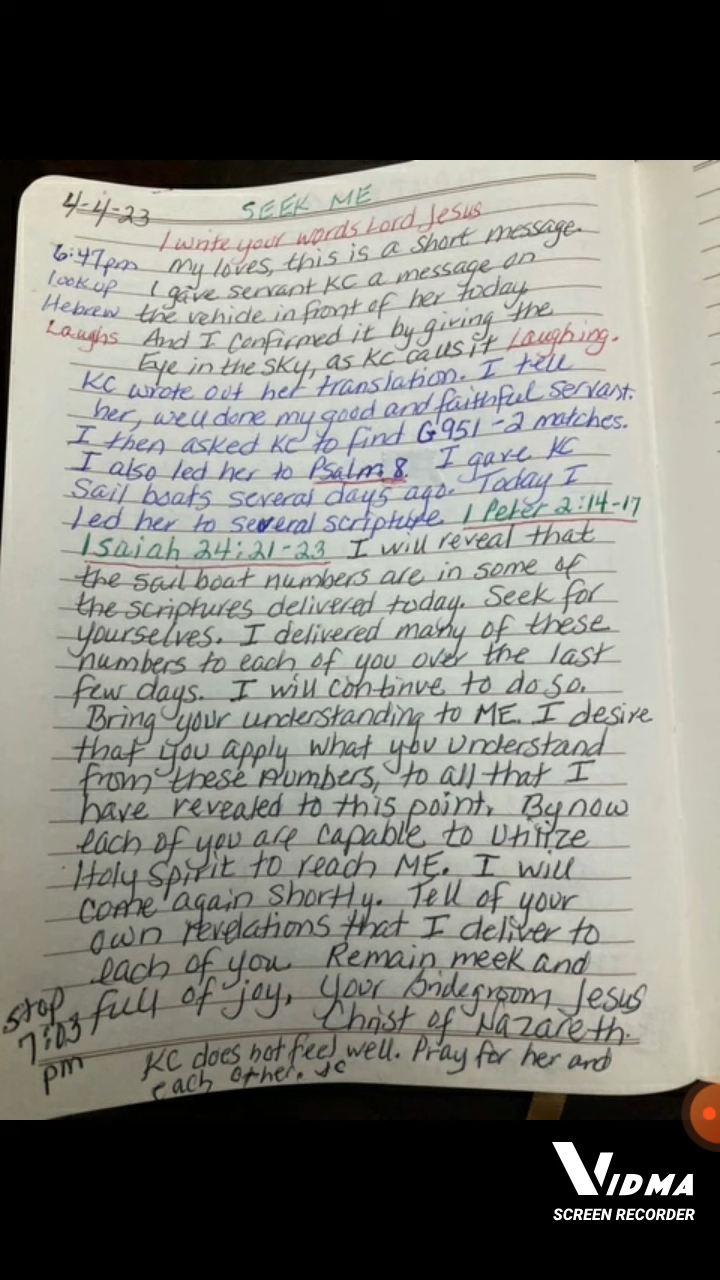 4-4-23 SEEK ME
I write your words Lord Jesus
6:47pm My loves, this is a short message.
Look up I gave servant KC a message on
Hebrew the vehicle in front of her today
Laughs And I confirmed it by giving the
Eye in the sky, as KC calls it laughing.
KC wrote out her translation. I tell
her, well done my good and faithful servant.
I then asked KC to find G951-2 matches.
I also led her to Psalm 8. I gave KC
Sail boats several days ago. Today I
led her to several scripture 1 Peter 2:14-17
Isaiah 24:21-23 I will reveal that
the sail boat numbers are in some of
the scriptures delivered today. Seek for
yourselves. I delivered many of these
numbers to each of you over the last
few days. I will continue to do so.
Bring your understanding to ME. I desire
that you apply what you understand
from these numbers, to all that I
have revealed to this point. By now
each of you are capable to utilize
Holy Spirit to reach ME. I will
come again shortly. Tell of your
own revelations that I deliver to
each of you Remain meek and
stop full of joy, Your bridegroom Jesus
7:03 Christ of Nazareth.
pm KC does not feel well. Pray for her and
each other. JC
VIDMA
SCREEN RECORDER